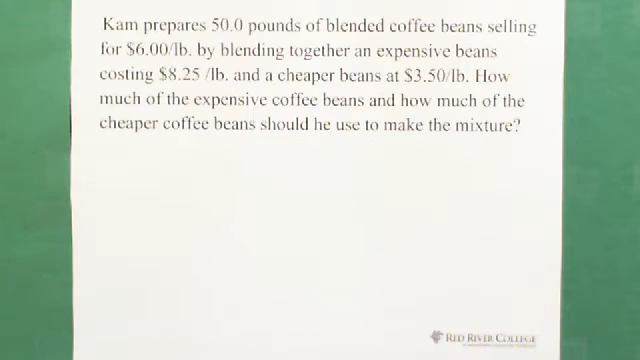 Kam prepares 50.0 pounds of blended coffee beans selling
for $6.00/lb. by blending together an expensive beans
costing $8.25 /lb. and a cheaper beans at $3.50/lb. How
much of the expensive coffee beans and how much of the
cheaper coffee beans should he use to make the mixture?
RED RIVER COLLEGE